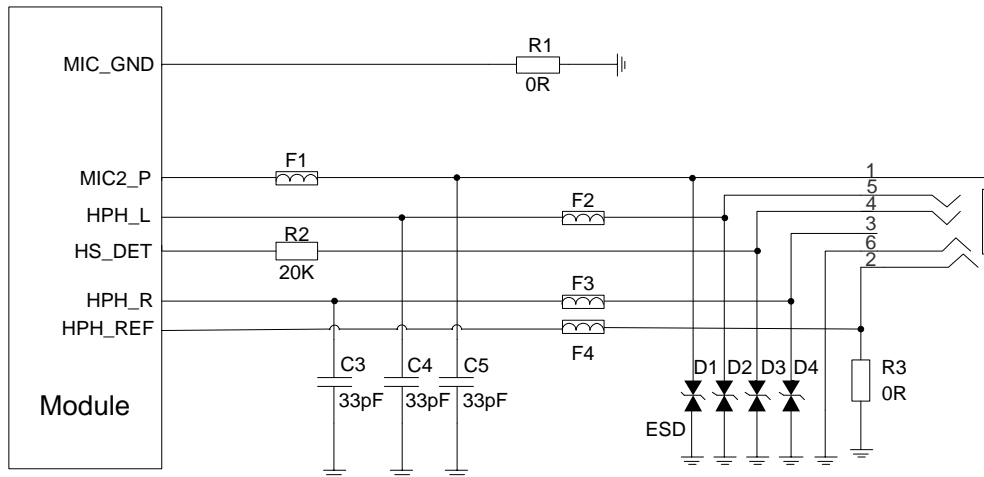 R1
MIC_GND
0R
F1
1
MIC2_P
5
F2
HPH_L
4
R2
3
HS_DET
6
20K
2
F3
HPH_R
HPH_REF
F4
C3
C4
C5
D1
D2
D3
D4
R3
33pF
33pF
33pF
0R
Module
ESD